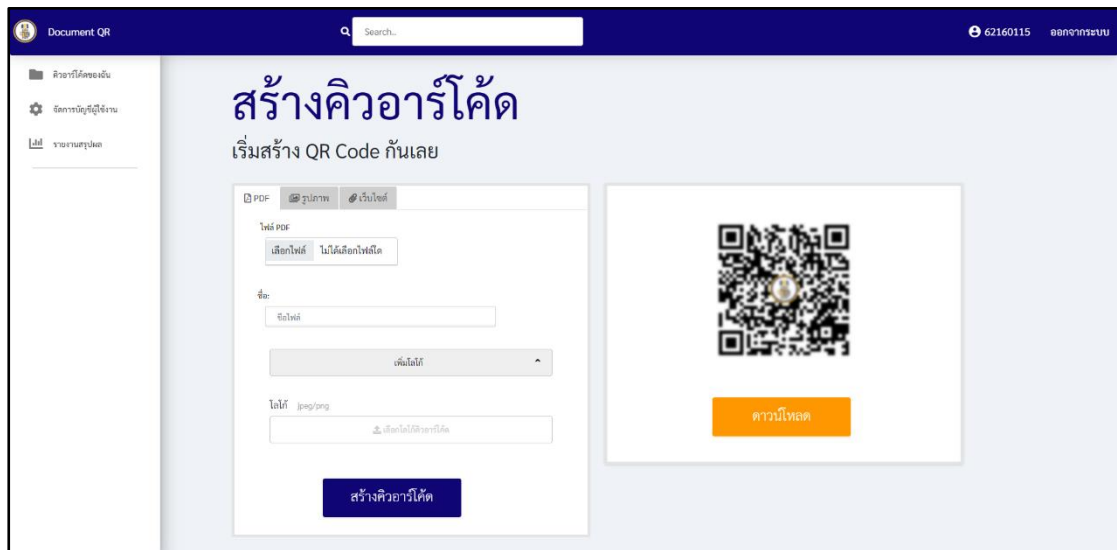 Document QR
Search..
62160115
ออกจากระบบ
คิวอาร์โค้ดของฉัน
จัดการบัญชีผู้ใช้งาน
รายงานสรุปผล
สร้างคิวอาร์โค้ด
เริ่มสร้าง QR Code กันเลย
PDF รูปภาพ เว็บไซต์
ไฟล์ PDF
เลือกไฟล์ ไม่ได้เลือกไฟล์ใด
ชื่อ:
ชื่อไฟล์
เพิ่มโลโก้
โลโก้ jpeg/png
เลือกโลโก้คิวอาร์โค้ด
สร้างคิวอาร์โค้ด
ดาวน์โหลด